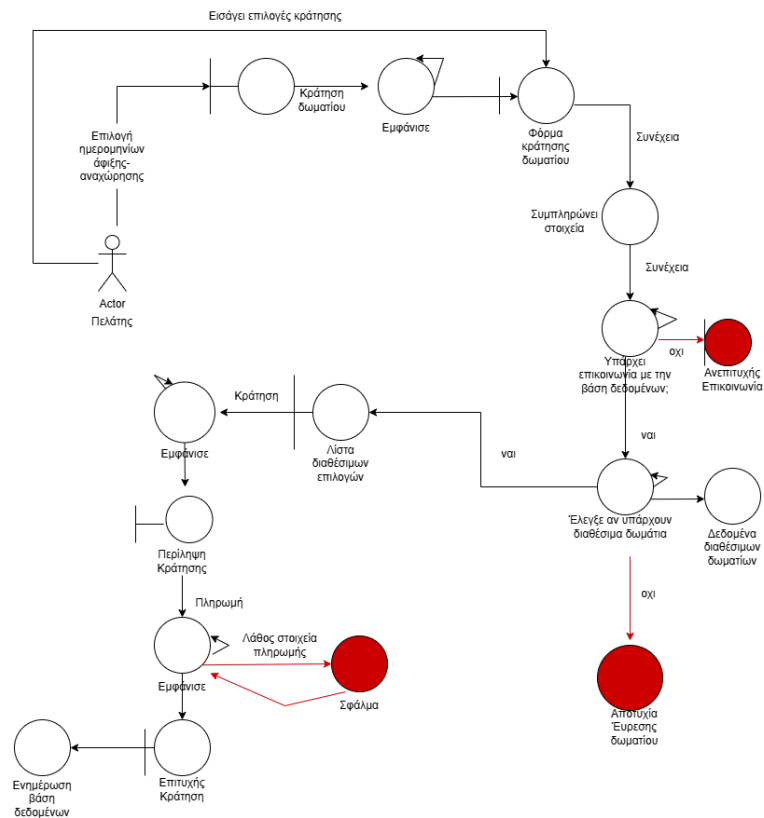 Εισάγει επιλογές κράτησης
Κράτηση
δωματίου
Εμφάνισε
Φόρμα
κράτησης
δωματίου
Επιλογή
ημερομηνίων
άφιξης-
αναχώρησης
Συνέχεια
Συμπληρώνει
στοιχεία
Actor
Πελάτης
Συνέχεια
Υπάρχει
επικοινωνία με την
βάση δεδομένων;
οχι
Ανεπιτυχής
Επικοινωνία
Κράτηση
Εμφάνισε
Λίστα
διαθέσιμων
επιλογών
ναι
ναι
Έλεγξε αν υπάρχουν
διαθέσιμα δωμάτια
Δεδομένα
διαθέσιμων
δωματίων
Περίληψη
Κράτησης
οχι
Πληρωμή
Λάθος στοιχεία
πληρωμής
Εμφάνισε
Σφάλμα
Αποτυχία
Έυρεσης
δωματίου
Ενημέρωση
βάση
δεδομένων
Επιτυχής
Κράτηση